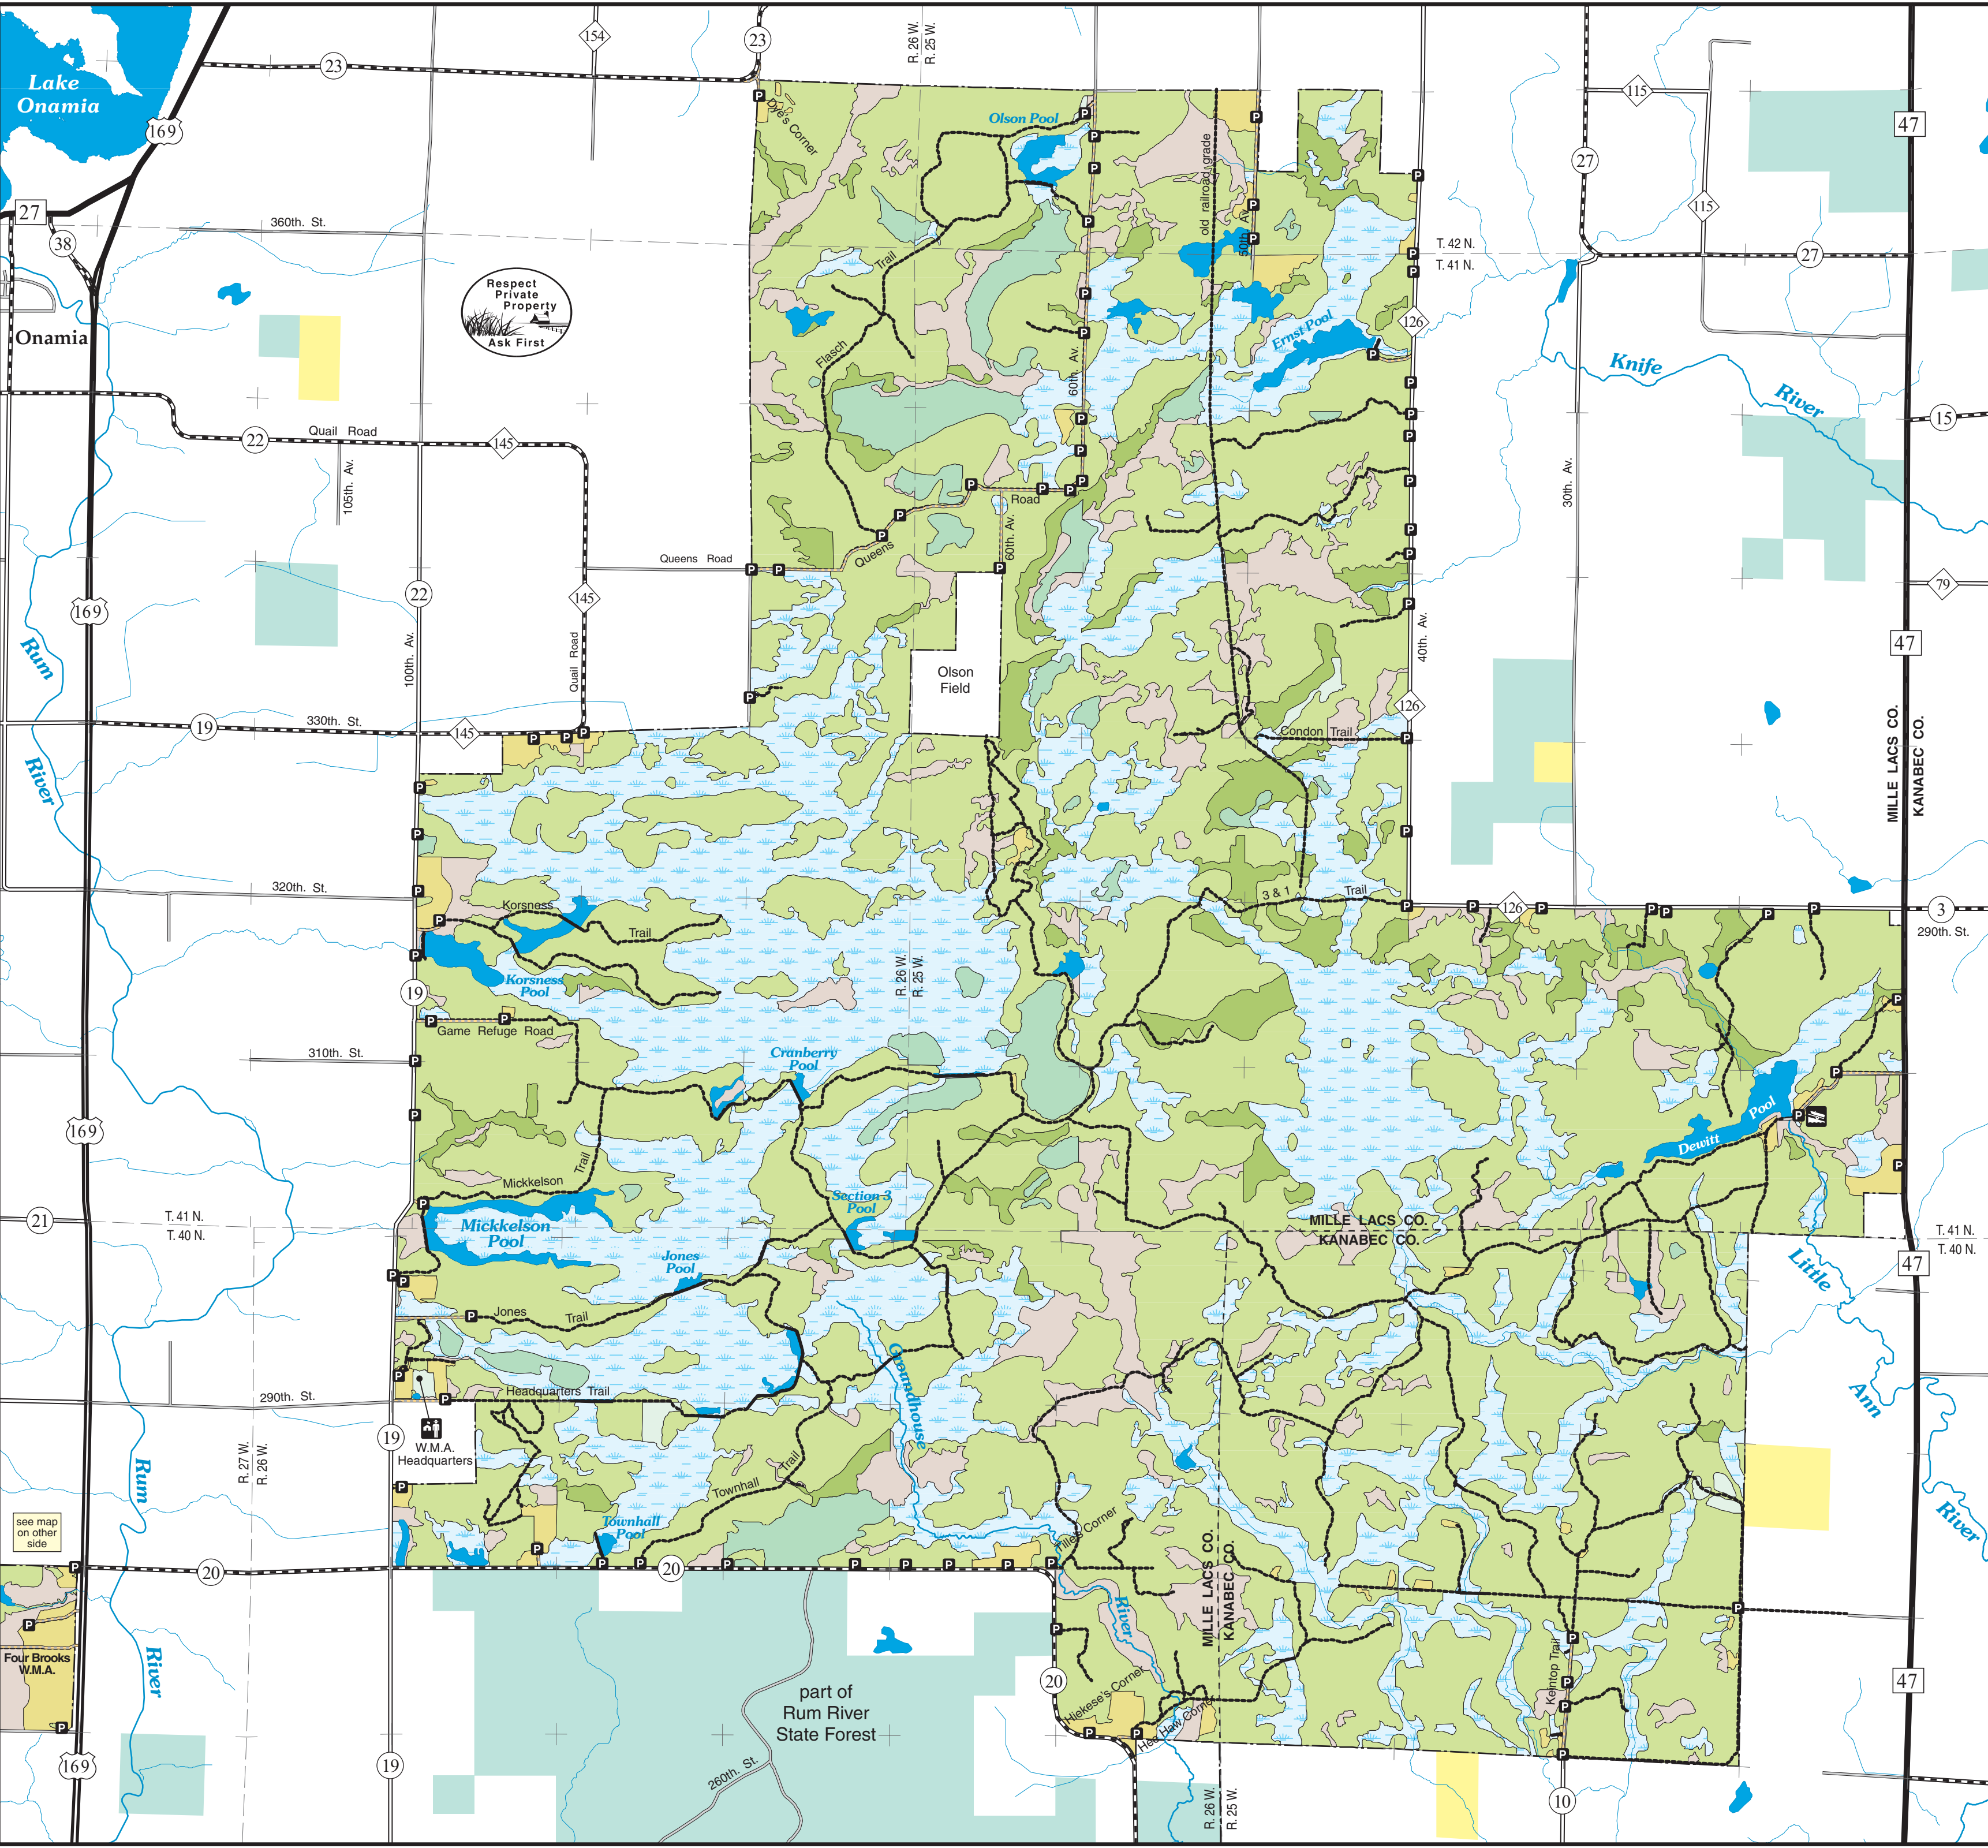 Lake
Onamia
169
23
154
23
R. 26 W.
R. 25 W.
27
38
360th. St.
Onamia
Respect
Private
Property
Ask First
Dye's Corner
Olson Pool
old railroad grade
50th. Av.
115
115
27
27
47
T. 42 N.
T. 41 N.
126
Ernst Pool
Trail
Flasch
60th. Av.
Knife
River
15
22
Quail Road
145
105th. Av.
30th. Av.
Road
60th. Av.
Queens
Queens Road
169
22
145
79
Rum
River
100th. Av.
Quail Road
40th. Av.
47
Olson
Field
19
330th. St.
145
126
Condon Trail
MILLE LACS CO.
KANABEC CO.
320th. St.
Korsness
Trail
Korsness
Pool
3 & 1
Trail
126
3
290th. St.
19
R. 26 W.
R. 25 W.
Game Refuge Road
310th. St.
Cranberry
Pool
169
Dewitt
Pool
Trail
Mickkelson
Section 3
Pool
21
T. 41 N.
T. 40 N.
Mickkelson
Pool
Jones
Pool
MILLE LACS CO.
KANABEC CO.
T. 41 N.
T. 40 N.
47
Little
Ann
River
Jones
Trail
Groundhouse
Headquarters Trail
290th. St.
19
W.M.A.
Headquarters
R. 27 W.
R. 26 W.
Rum
River
Townhall
Trail
Townhall
Pool
Tilles Corner
see map
on other
side
20
20
MILLE LACS CO.
KANABEC CO.
River
Four Brooks
W.M.A.
part of
Rum River
State Forest
20
Hiekese's Corner
Hee Haw Corner
Keintop Trail
47
169
19
260th. St.
10
R. 26 W.
R. 25 W.